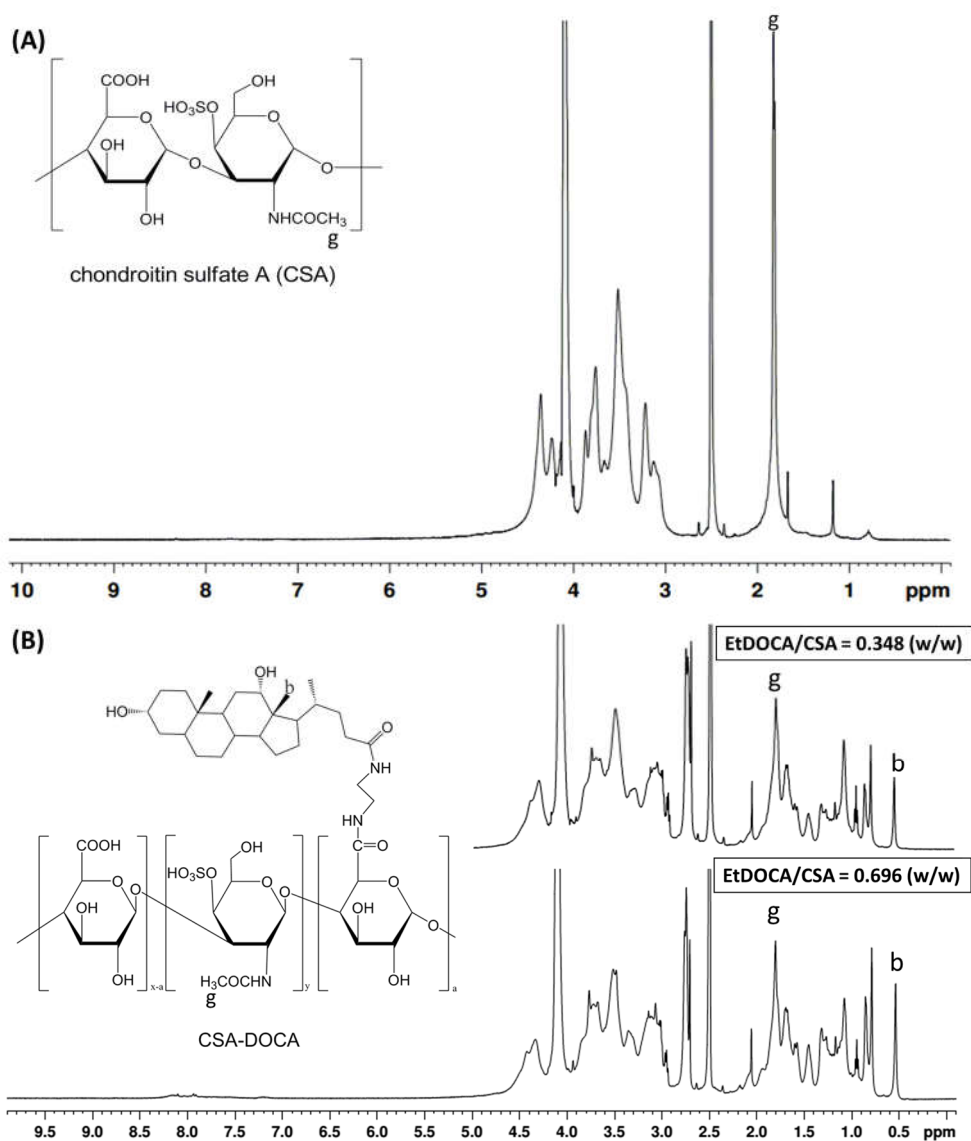 (A)
g
COOH
OH
HO₃SO
O
O
OH
O
O
OH
NHCOCH₃
g
chondroitin sulfate A (CSA)
10 9 8 7 6 5 4 3 2 1 ppm
(B)
EtDOCA/CSA = 0.348 (w/w)
g
b
OH
b
HO
O
NH
NH
C=O
COOH
OH
HO₃SO
O
O
O
O
O
OH
OH
O
OH
H₃COCHN
OH
x-a
y
a
g
CSA-DOCA
EtDOCA/CSA = 0.696 (w/w)
g
b
9.5 9.0 8.5 8.0 7.5 7.0 6.5 6.0 5.5 5.0 4.5 4.0 3.5 3.0 2.5 2.0 1.5 1.0 0.5 ppm